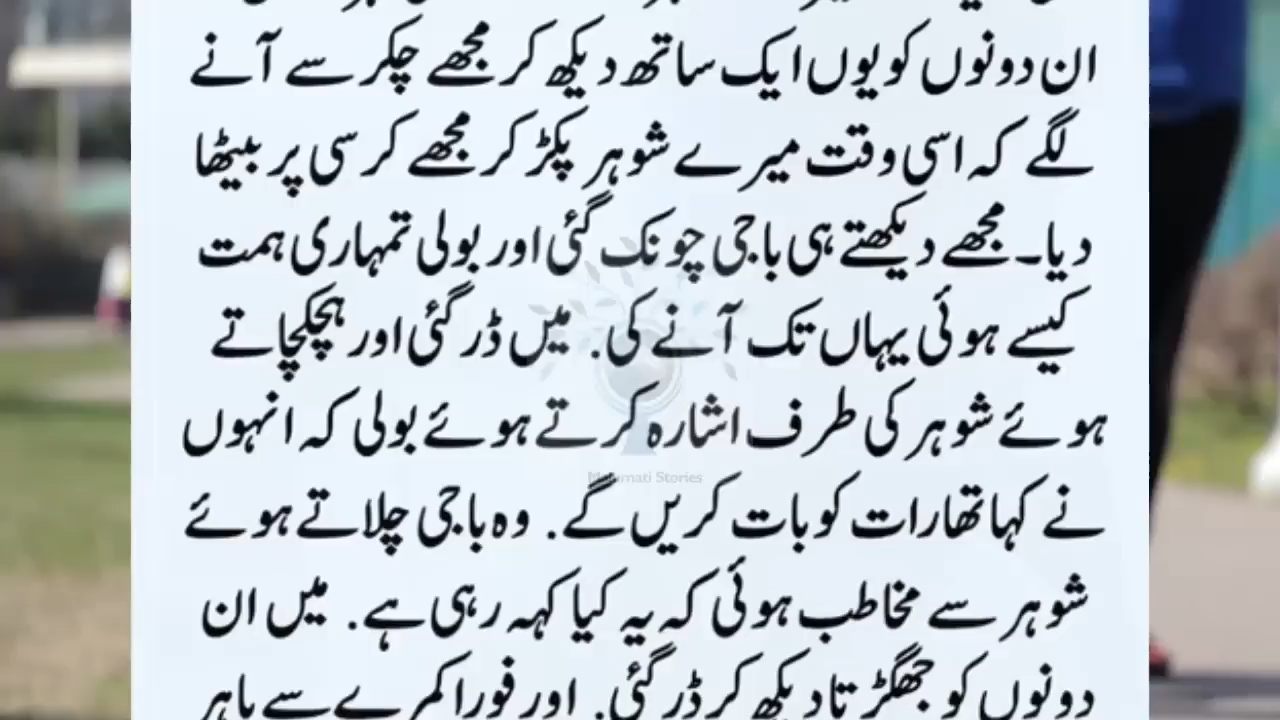 ان دونوں کو یوں ایک ساتھ دیکھ کر مجھے چکر سے آنے
لگے کہ اسی وقت میرے شوہر پکڑ کر مجھے کرسی پر بیٹھا
دیا۔ مجھے دیکھتے ہی باجی چونک گئی اور بولی تمہاری ہمت
کیسے ہوئی یہاں تک آنے کی. میں ڈر گئی اور ہچکچاتے
ہوئے شوہر کی طرف اشارہ کرتے ہوئے بولی کہ انہوں
نے کہا تھا رات کو بات کریں گے. وہ باجی چلاتے ہوئے
شوہر سے مخاطب ہوئی کہ یہ کیا کہہ رہی ہے. میں ان
دونوں کو جھگڑتا دیکھ کر ڈر گئی. اور فورا کمرے سے باہر
Stories